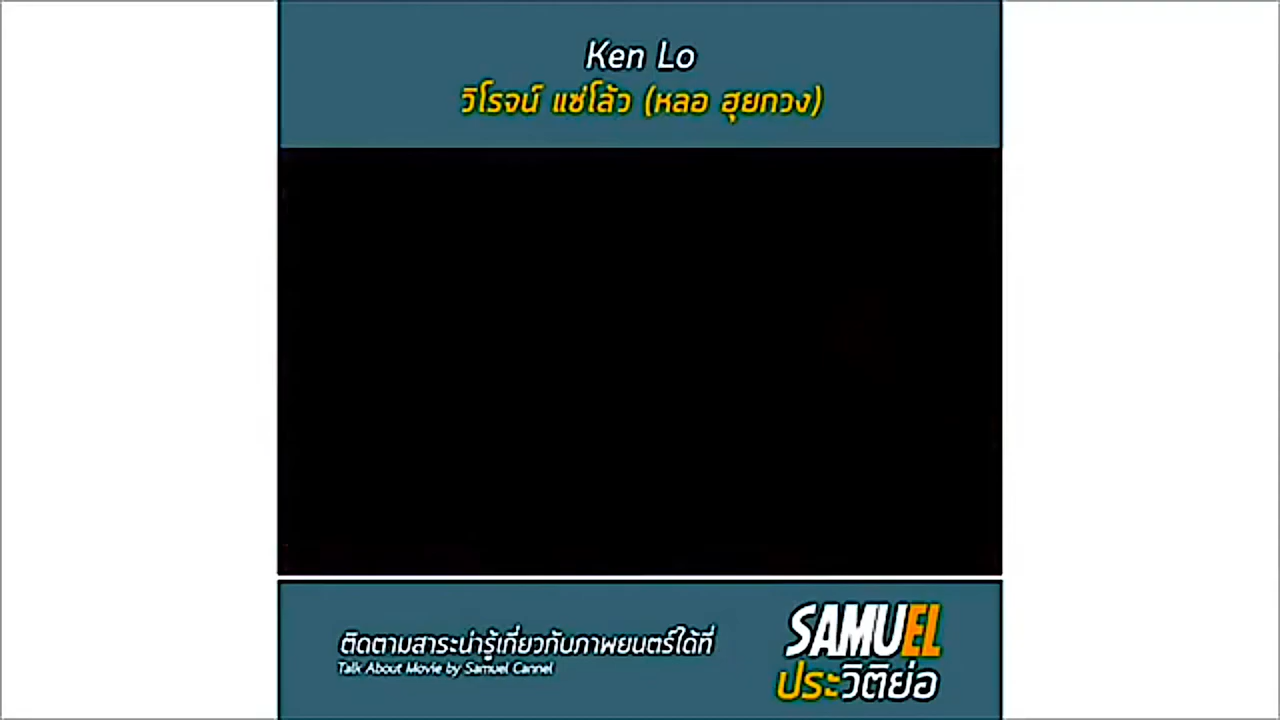 Ken Lo
วิโรจน์ แซ่โล้ว (หลอ ฮุยกวง)
ติดตามสาระน่ารู้เกี่ยวกับภาพยนตร์ได้ที่
Talk About Movie by Samuel Cannel
SAMUEL
ประวิติย่อ